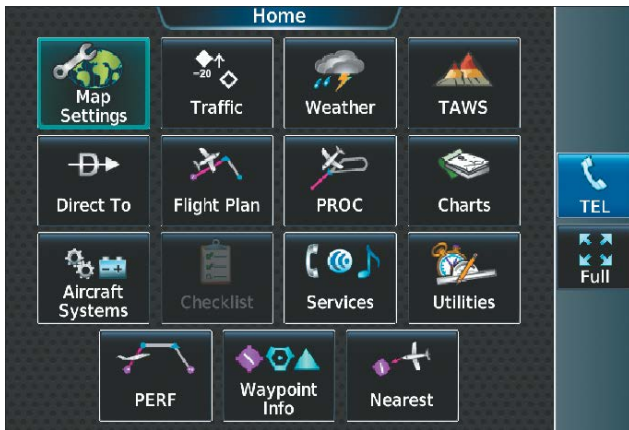 Home
Map
Settings
-20
Traffic
Weather
TAWS
Direct To
Flight Plan
PROC
Charts
TEL
Aircraft
Systems
Checklist
Services
Utilities
Full
PERF
Waypoint
Info
Nearest